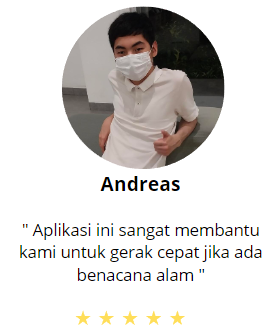 Andreas
" Aplikasi ini sangat membantu
kami untuk gerak cepat jika ada
benacana alam "